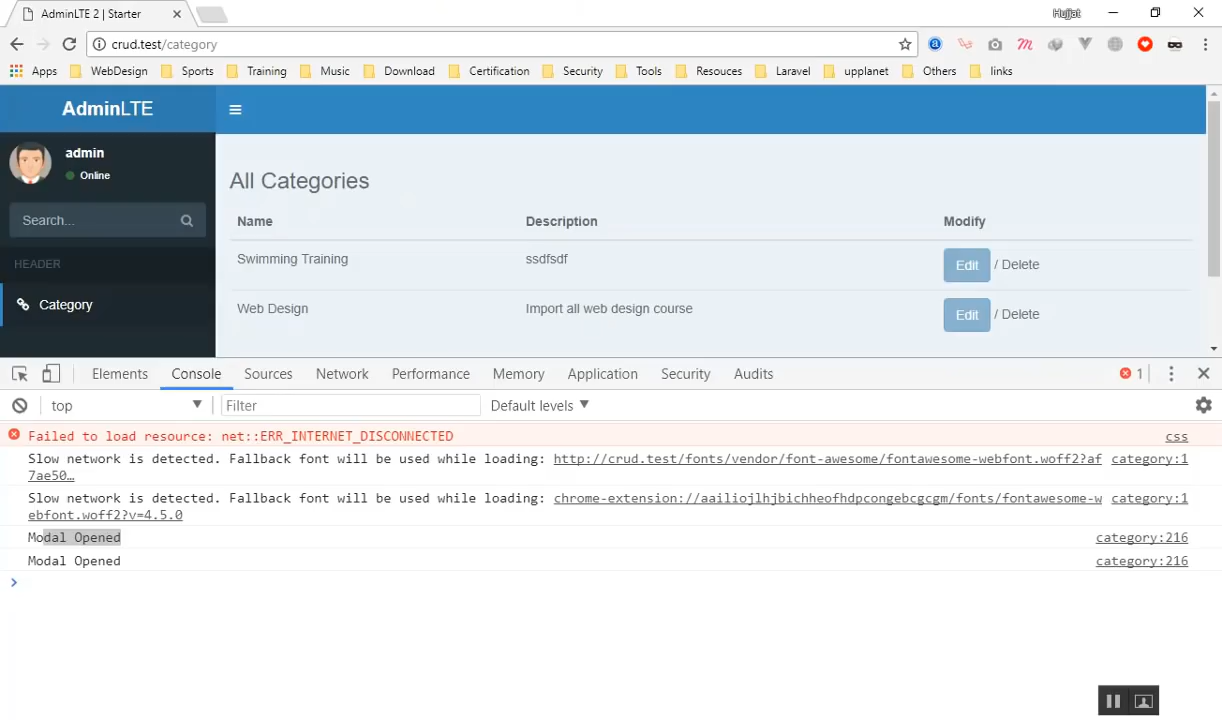 AdminLTE 2 | Starter
Hujjat
crud.test/category
Apps WebDesign Sports Training Music Download Certification Security Tools Resouces Laravel upplanet Others links
AdminLTE
admin
Online
Search...
HEADER
Category
All Categories
Name Description Modify
Swimming Training ssdfsdf Edit / Delete
Web Design Import all web design course Edit / Delete
Elements Console Sources Network Performance Memory Application Security Audits 1
top Filter Default levels
Failed to load resource: net::ERR_INTERNET_DISCONNECTED css
Slow network is detected. Fallback font will be used while loading: http://crud.test/fonts/vendor/font-awesome/fontawesome-webfont.woff2?af category:1
7ae50…
Slow network is detected. Fallback font will be used while loading: chrome-extension://aailiojlhjbichheofhdpcongebcgcgm/fonts/fontawesome-w category:1
ebfont.woff2?v=4.5.0
Modal Opened category:216
Modal Opened category:216